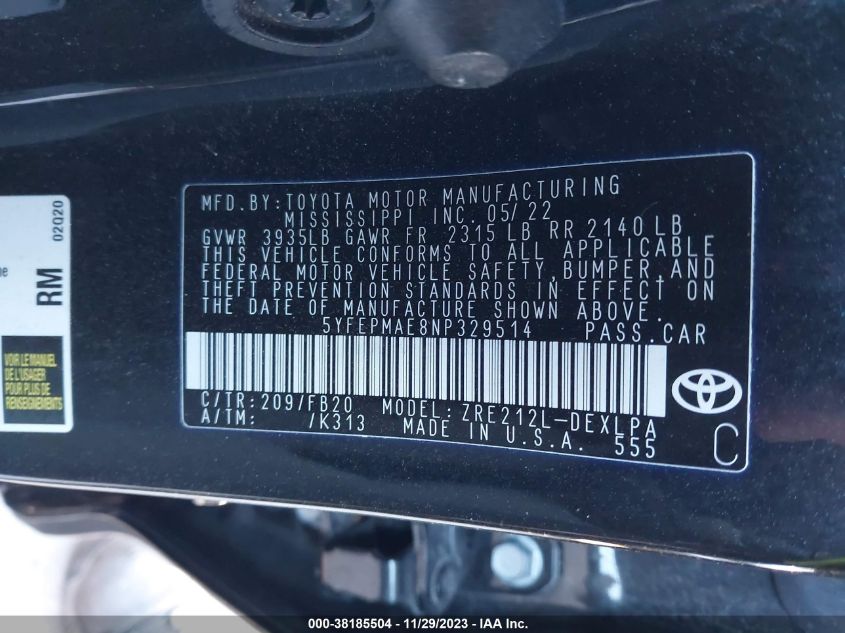 MFD. BY: TOYOTA MOTOR MANUFACTURING
MISSISSIPPI INC. 05/22
GVWR 3935LB GAWR FR 2315 LB RR 2140 LB
THIS VEHICLE CONFORMS TO ALL APPLICABLE
FEDERAL MOTOR VEHICLE SAFETY, BUMPER, AND
THEFT PREVENTION STANDARDS IN EFFECT ON
THE DATE OF MANUFACTURE SHOWN ABOVE.
5YFEPMAE8NP329514 PASS. CAR
C/TR: 209/FB20 MODEL: ZRE212L-DEXLPA
A/TM: /K313 MADE IN U.S.A. 555
C
02020
RM
VOIR LE MANUEL
DE L'USAGER
POUR PLUS DE
RENSEIGNEMENTS
000-38185504 - 11/29/2023 - IAA Inc.